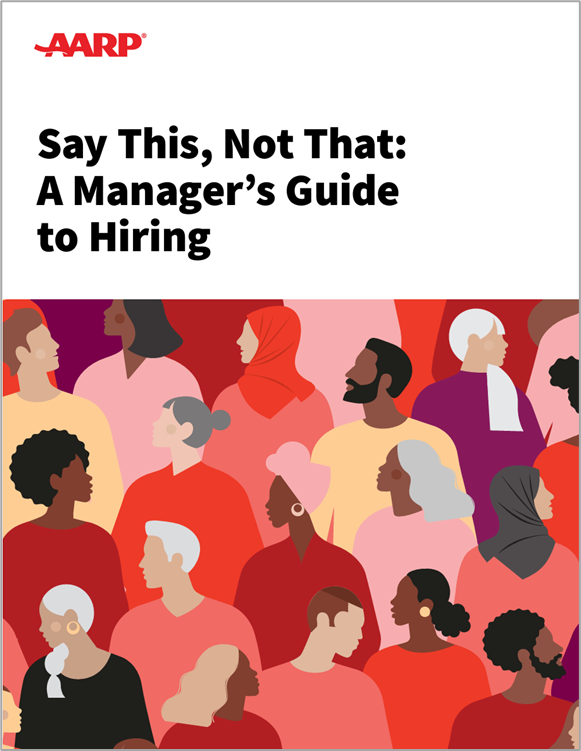 AARP®
Say This, Not That:
A Manager’s Guide
to Hiring